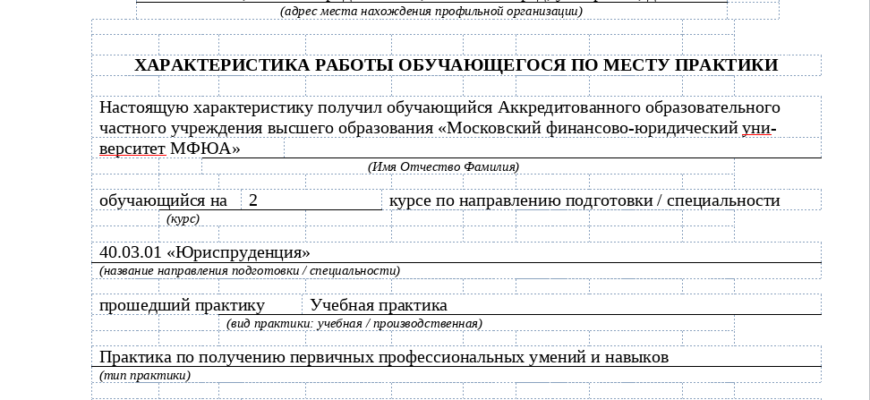 (адрес места нахождения профильной организации)
ХАРАКТЕРИСТИКА РАБОТЫ ОБУЧАЮЩЕГОСЯ ПО МЕСТУ ПРАКТИКИ
Настоящую характеристику получил обучающийся Аккредитованного образовательного
частного учреждения высшего образования «Московский финансово-юридический уни-
верситет МФЮА»
(Имя Отчество Фамилия)
обучающийся на 2 курсе по направлению подготовки / специальности
(курс)
40.03.01 «Юриспруденция»
(название направления подготовки / специальности)
прошедший практику Учебная практика
(вид практики: учебная / производственная)
Практика по получению первичных профессиональных умений и навыков
(тип практики)